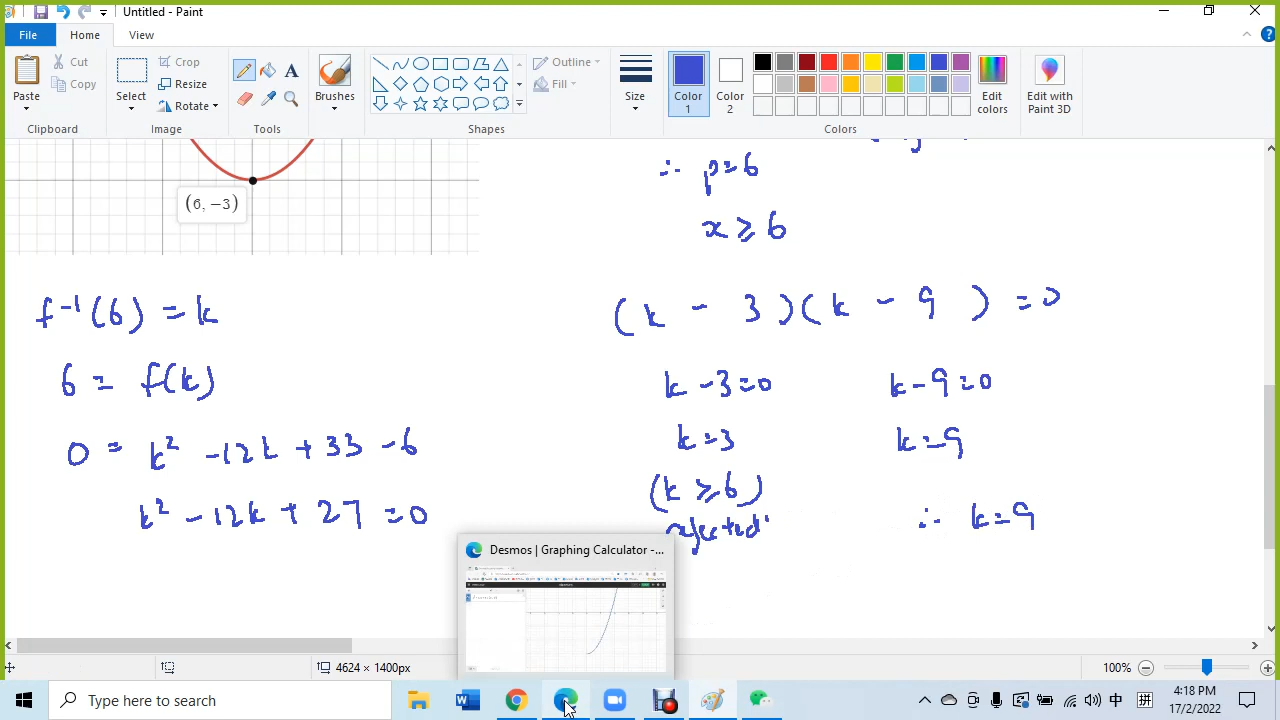 Untitled - Paint
File
Home
View
Paste
Cut
Copy
Clipboard
Select
Crop
Resize
Rotate
Image
Tools
Brushes
Shapes
Outline
Fill
Size
Color 1
Color 2
Edit colors
Colors
Edit with Paint 3D
(6, −3)
∴ p=6
x ≥ 6
f⁻¹(6) = k
6 = f(k)
0 = k² -12k + 33 -6
k² -12k + 27 = 0
(k - 3)(k - 9) = 0
k -3=0
k -9=0
k=3
k=9
(k ≥ 6)
rejected
∴ k=9
Desmos | Graphing Calculator -...
4624 × 1400px
100%
Type here to search
中
拼
4:18 PM
17/2/2022